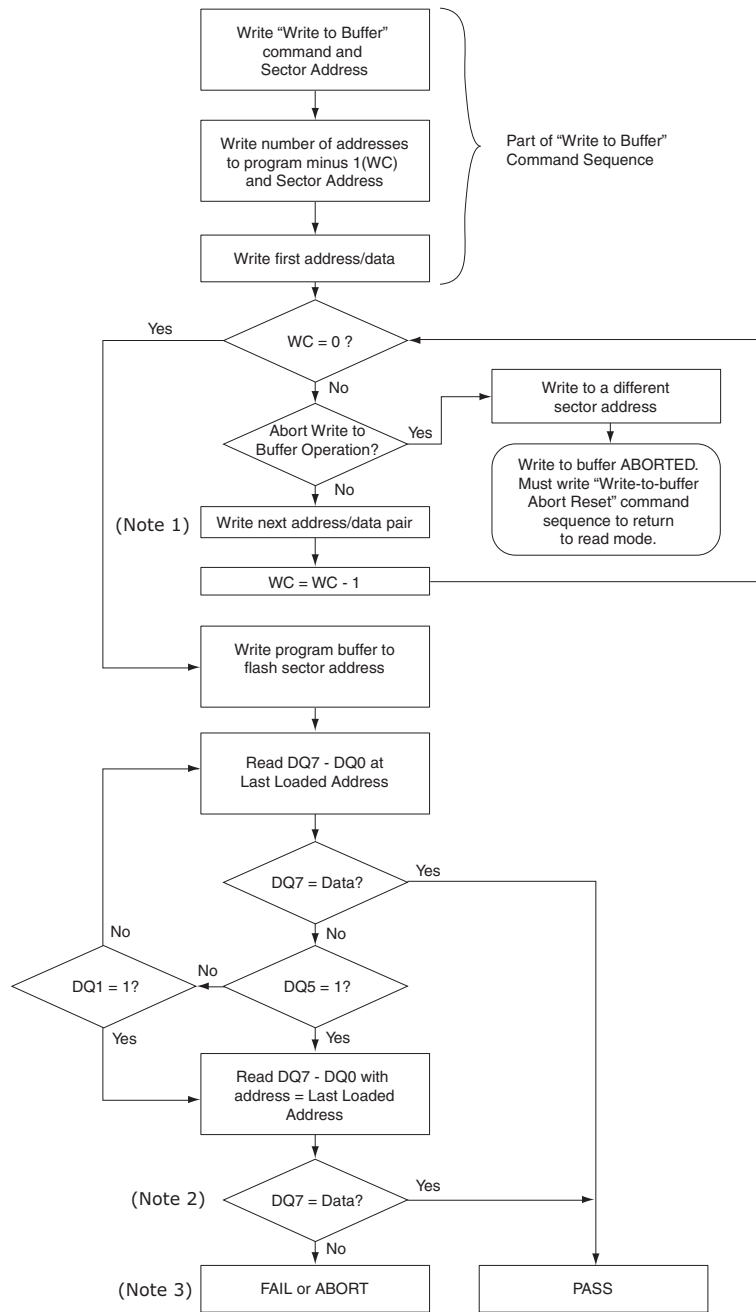 Write “Write to Buffer”
command and
Sector Address
Write number of addresses
to program minus 1(WC)
and Sector Address
Part of “Write to Buffer”
Command Sequence
Write first address/data
Yes
WC = 0 ?
No
Write to a different
sector address
Abort Write to
Buffer Operation?
Yes
No
Write to buffer ABORTED.
Must write “Write-to-buffer
Abort Reset” command
sequence to return
to read mode.
(Note 1)
Write next address/data pair
WC = WC - 1
Write program buffer to
flash sector address
Read DQ7 - DQ0 at
Last Loaded Address
DQ7 = Data?
Yes
No
No
DQ1 = 1?
No
DQ5 = 1?
Yes
Yes
Read DQ7 - DQ0 with
address = Last Loaded
Address
(Note 2)
DQ7 = Data?
Yes
No
(Note 3)
FAIL or ABORT
PASS